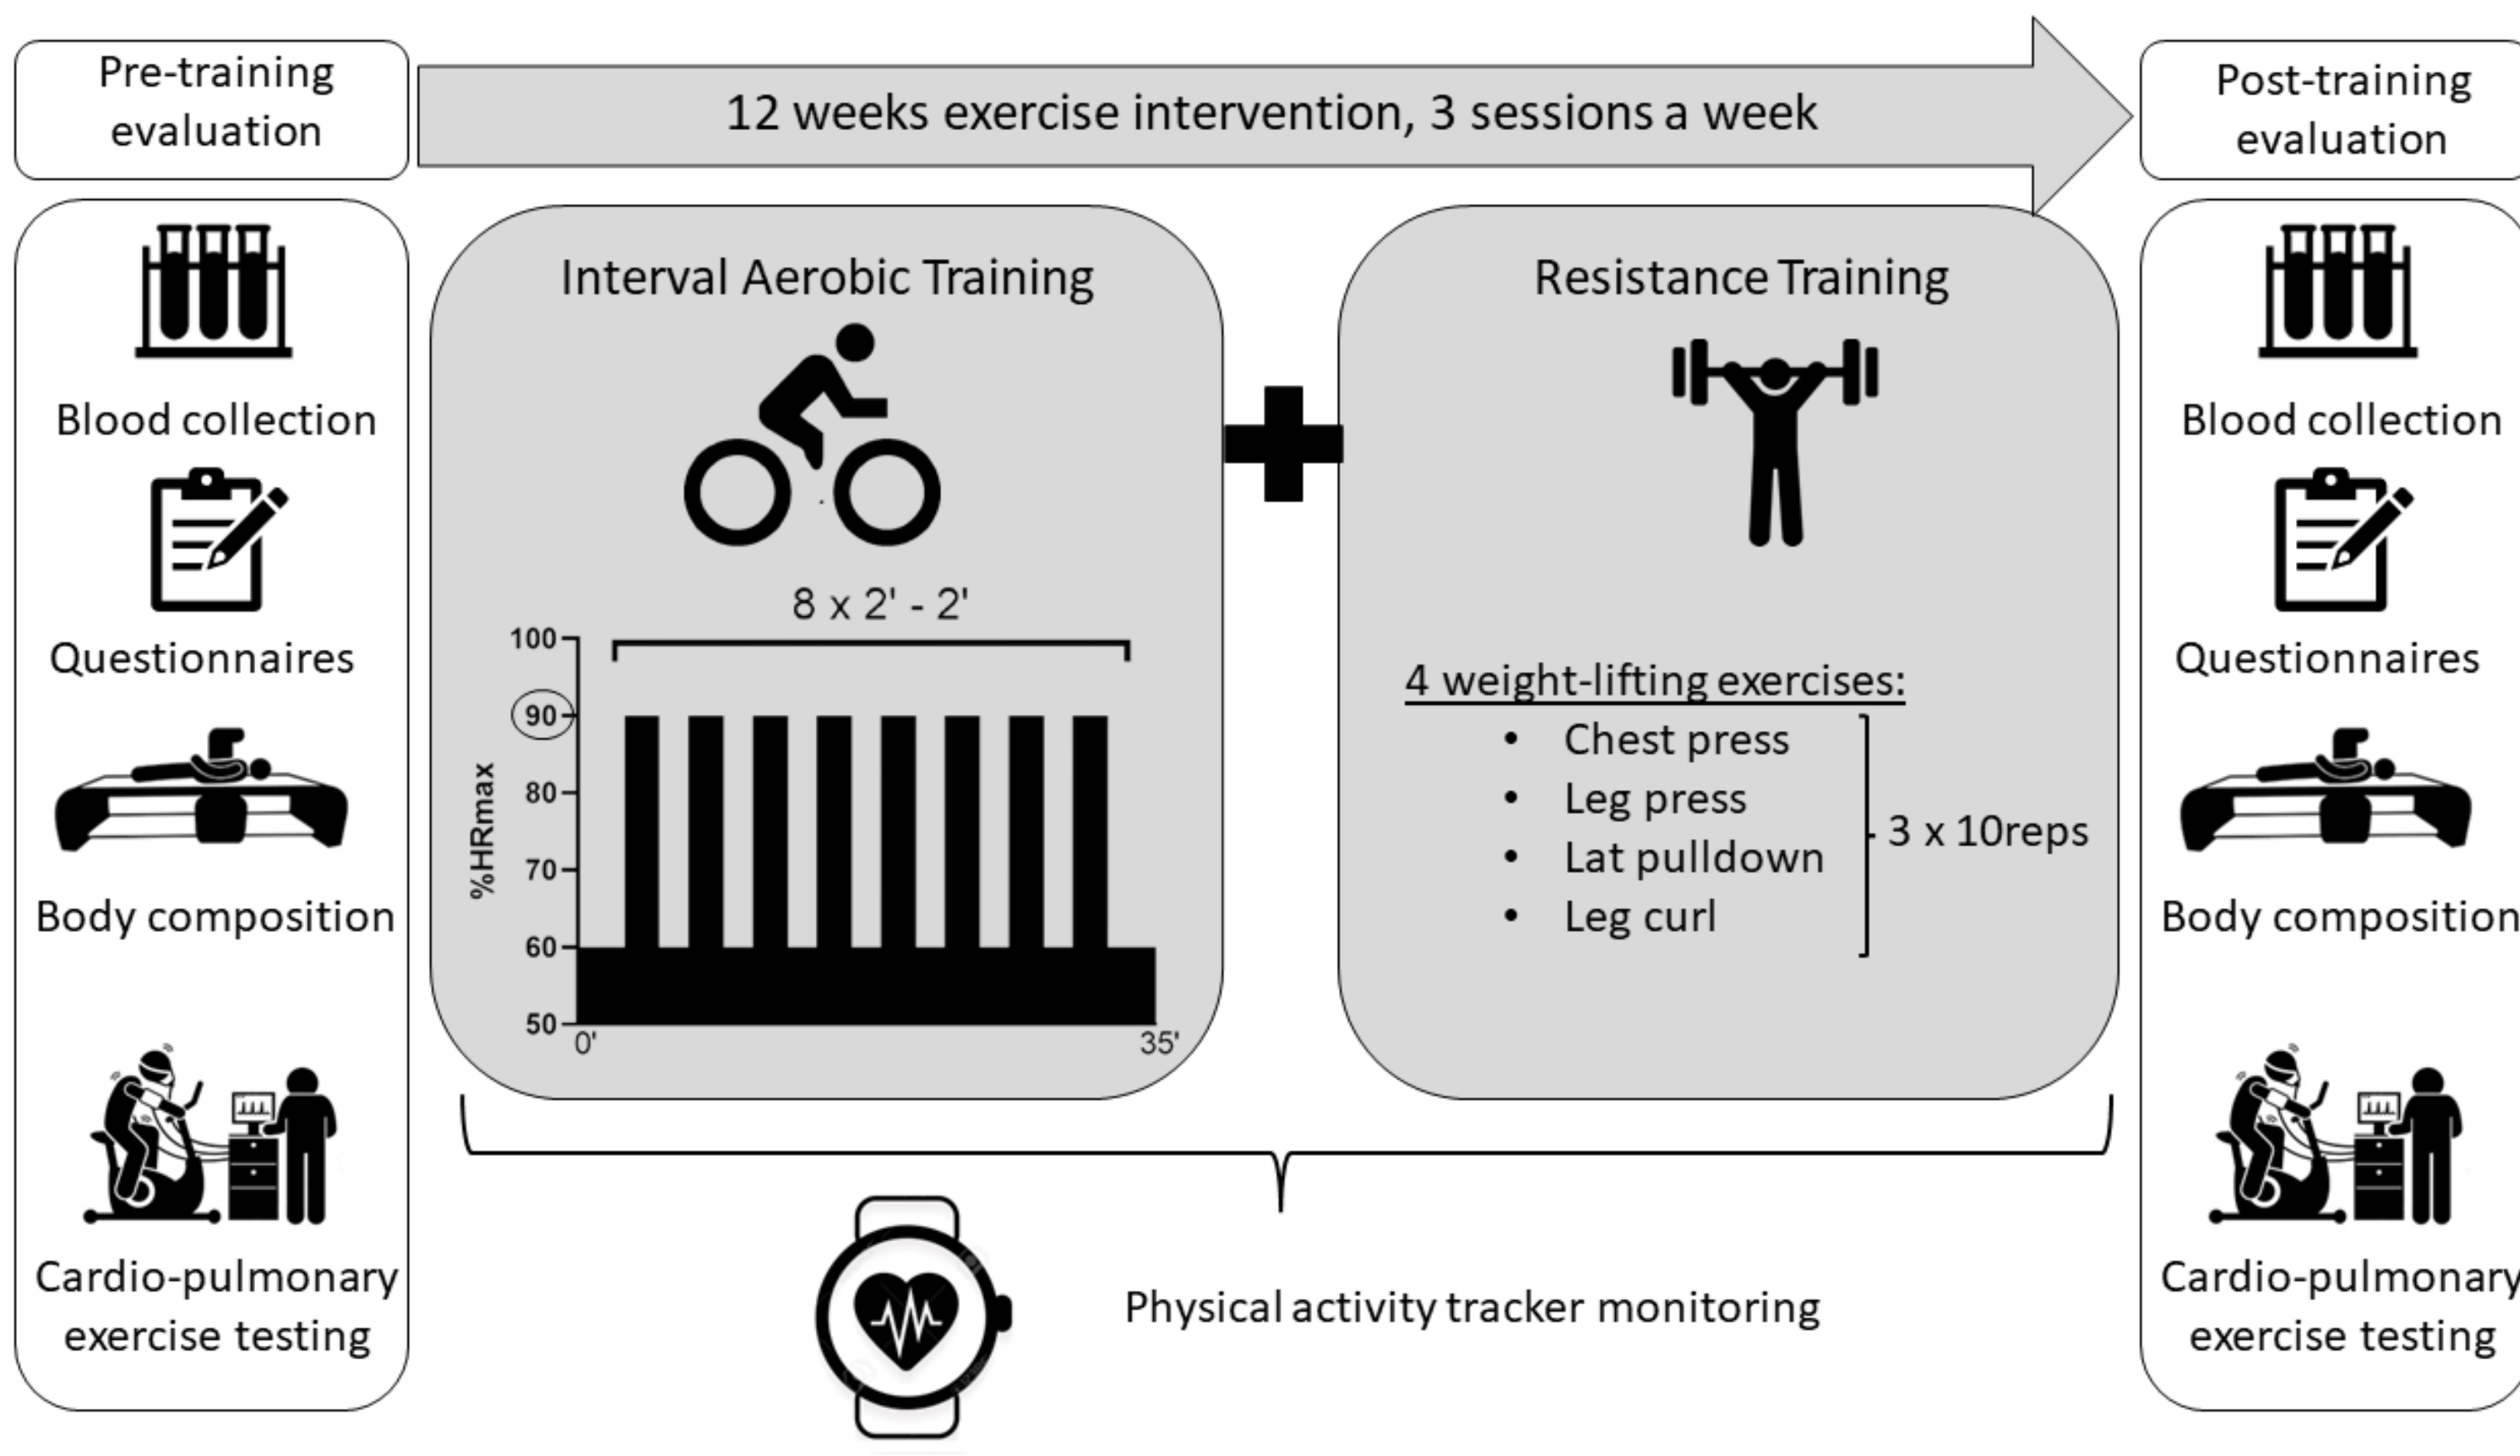 Pre-training
evaluation
12 weeks exercise intervention, 3 sessions a week
Post-training
evaluation
Blood collection
Questionnaires
Body composition
Cardio-pulmonary
exercise testing
Interval Aerobic Training
8 x 2' - 2'
100
90
80
70
60
50
%HRmax
0'
35'
Resistance Training
4 weight-lifting exercises:
• Chest press
• Leg press
• Lat pulldown
• Leg curl
3 x 10reps
Physical activity tracker monitoring
Blood collection
Questionnaires
Body composition
Cardio-pulmonary
exercise testing